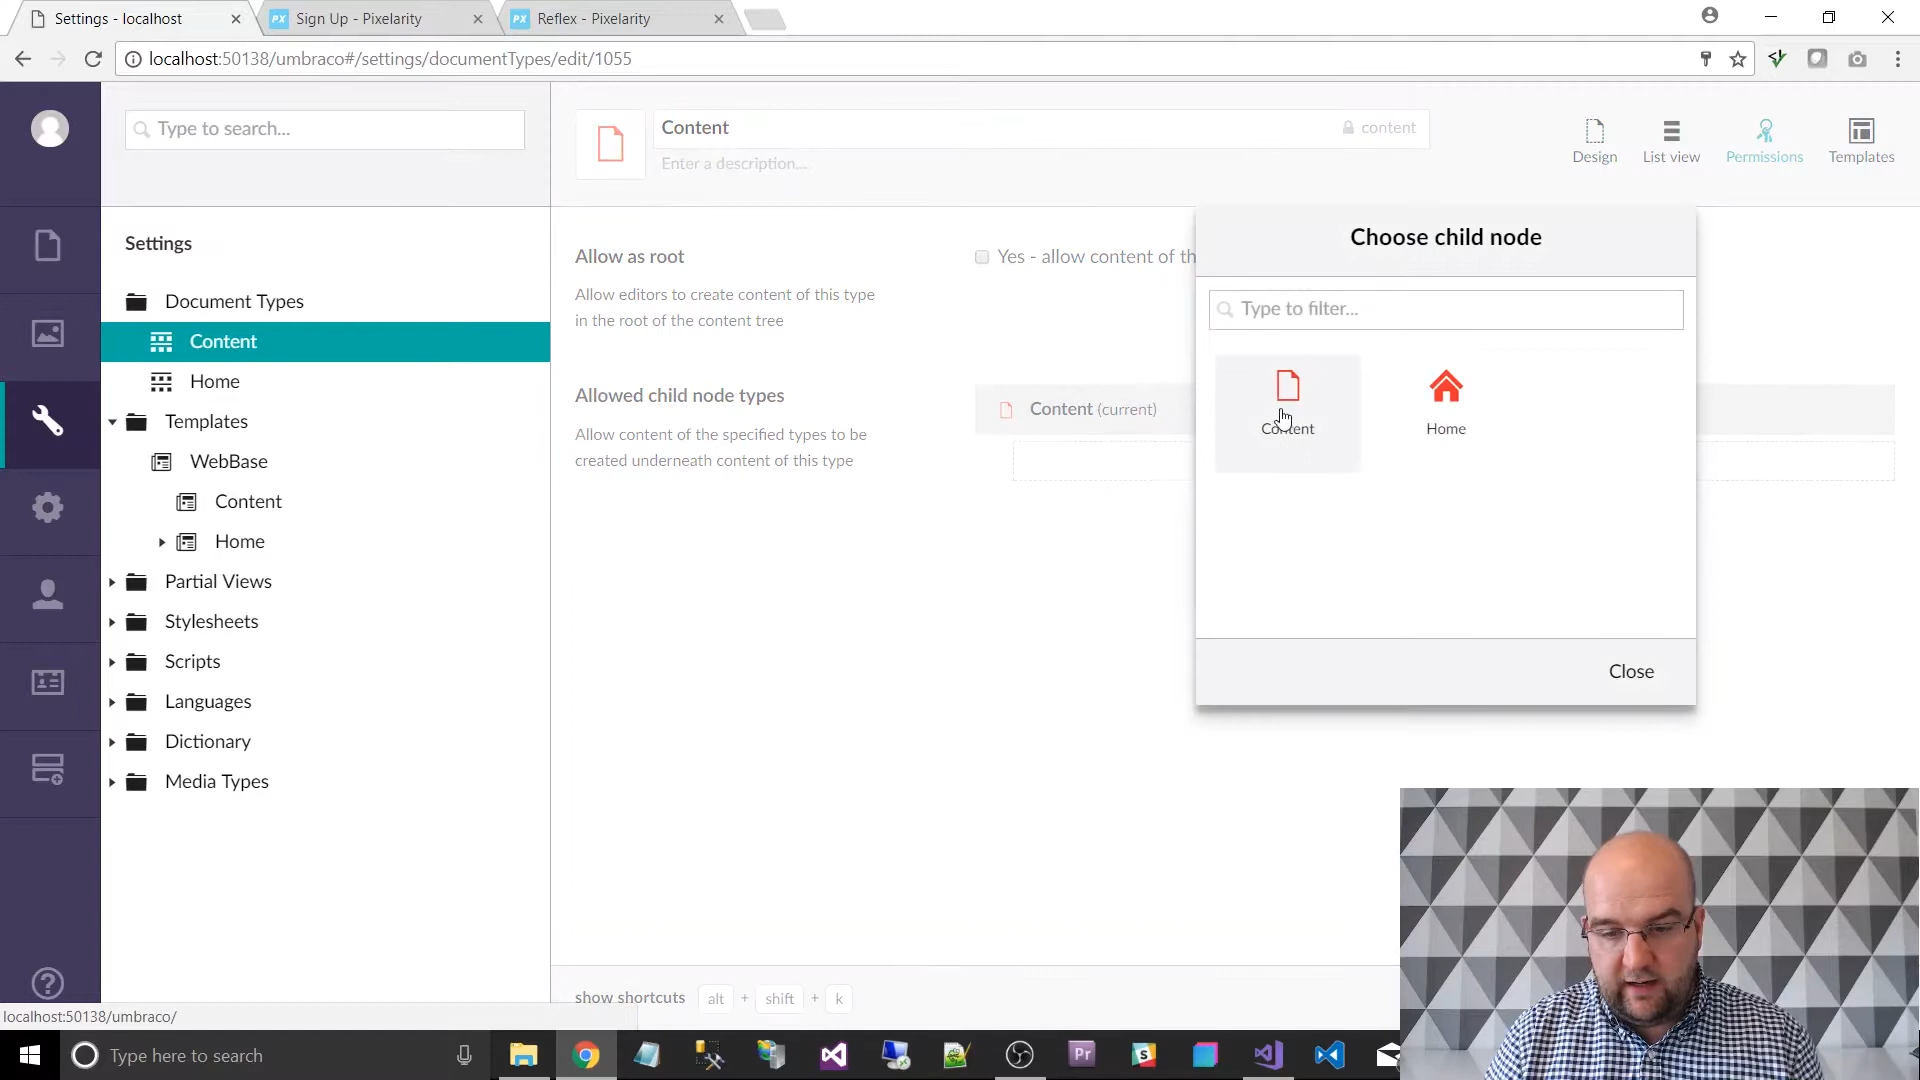 Settings - localhost
PX Sign Up - Pixelarity
PX Reflex - Pixelarity
localhost:50138/umbraco#/settings/documentTypes/edit/1055
Type to search...
Content
content
Enter a description...
Design
List view
Permissions
Templates
Settings
Document Types
Content
Home
Templates
WebBase
Content
Home
Partial Views
Stylesheets
Scripts
Languages
Dictionary
Media Types
Allow as root
Allow editors to create content of this type
in the root of the content tree
Yes - allow content of th
Allowed child node types
Allow content of the specified types to be
created underneath content of this type
Content (current)
Choose child node
Type to filter...
Content
Home
Close
show shortcuts alt + shift + k
localhost:50138/umbraco/
Type here to search
Pr
S